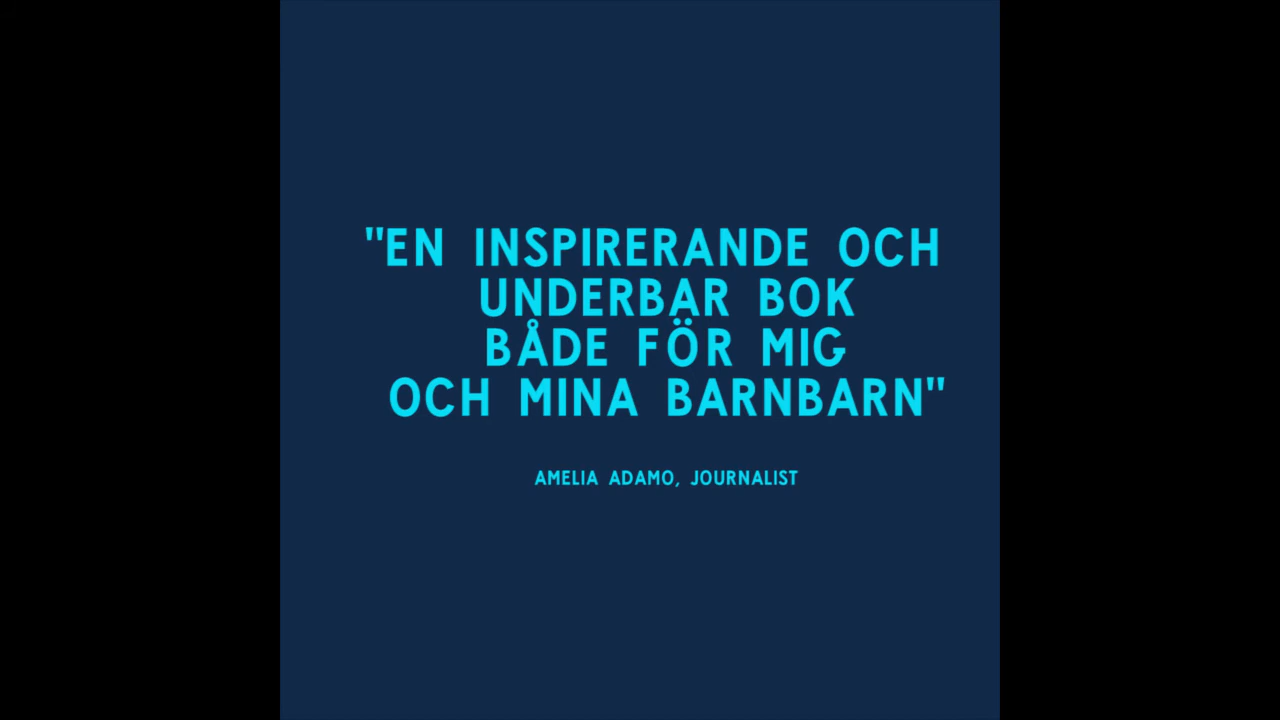 "EN INSPIRERANDE OCH
UNDERBAR BOK
BÅDE FÖR MIG
OCH MINA BARNBARN"
AMELIA ADAMO, JOURNALIST